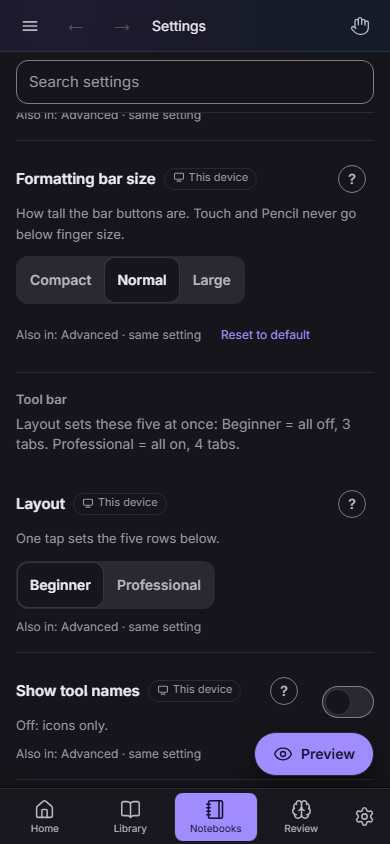 Settings
Search settings
Also in: Advanced · same setting
Formatting bar size This device ?
How tall the bar buttons are. Touch and Pencil never go
below finger size.
Compact Normal Large
Also in: Advanced · same setting Reset to default
Tool bar
Layout sets these five at once: Beginner = all off, 3
tabs. Professional = all on, 4 tabs.
Layout This device ?
One tap sets the five rows below.
Beginner Professional
Also in: Advanced · same setting
Show tool names This device ?
Off: icons only.
Also in: Advanced · same setting
Preview
Home Library Notebooks Review